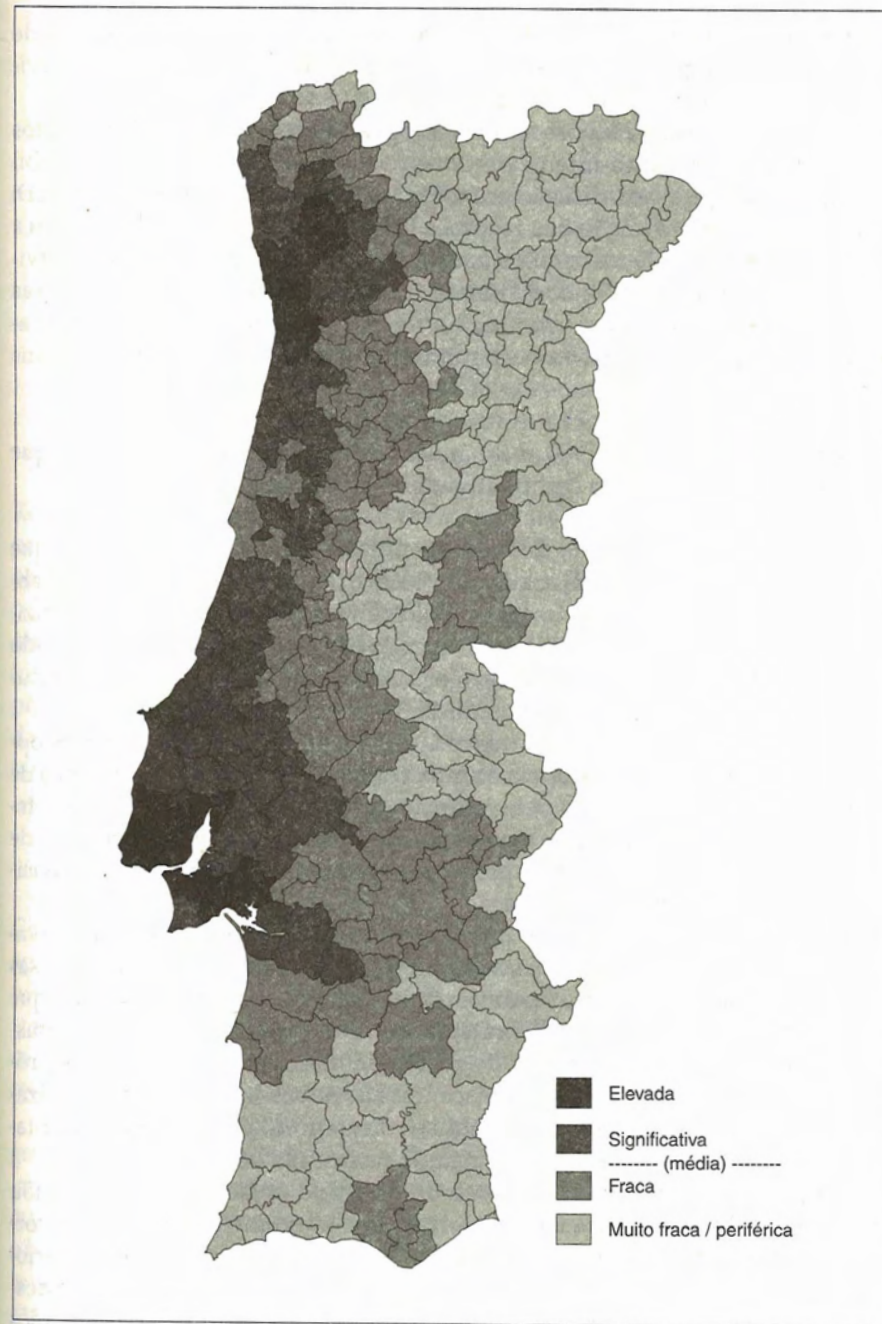 Elevada
Significativa
-------- (média) --------
Fraca
Muito fraca / periférica